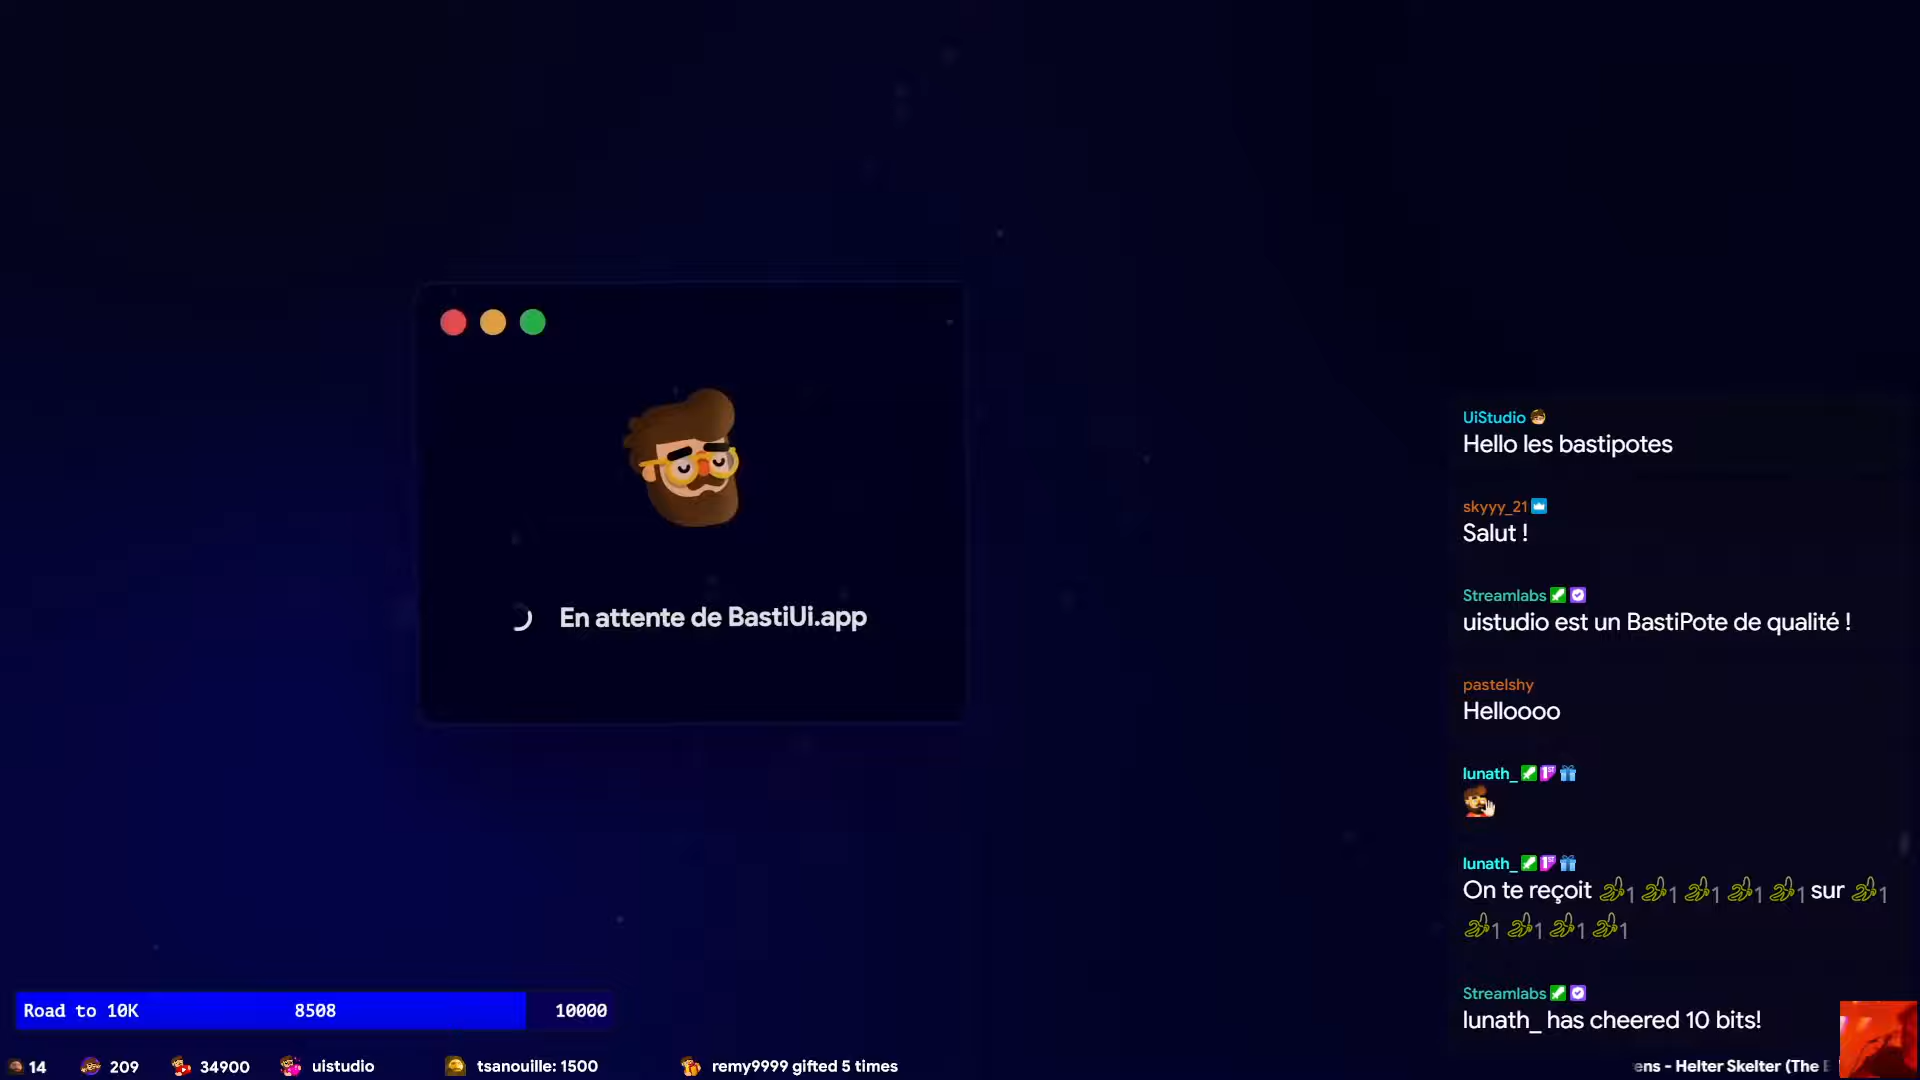 En attente de BastiUi.app
UiStudio
Hello les bastipotes
skyyy_21
Salut !
Streamlabs
uistudio est un BastiPote de qualité !
pastelshy
Helloooo
lunath_
lunath_
On te reçoit 1 1 1 1 1 sur 1
1 1 1 1
Streamlabs
lunath_ has cheered 10 bits!
Road to 10K 8508 10000
14 209 34900 uistudio tsanouille: 1500 remy9999 gifted 5 times
ens - Helter Skelter (The